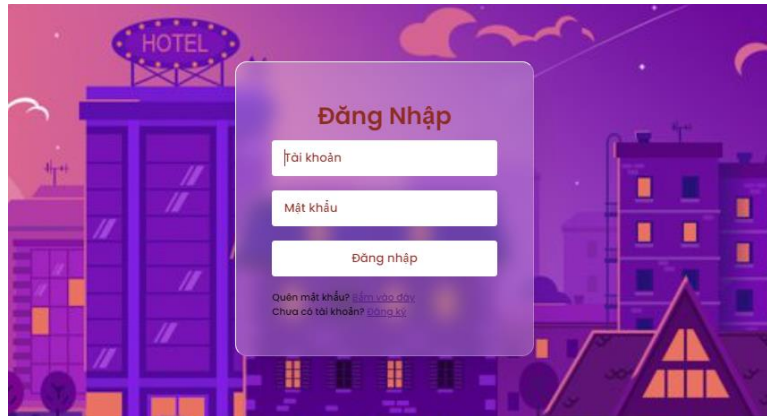 HOTEL
Đăng Nhập
Tài khoản
Mật khẩu
Đăng nhập
Quên mật khẩu? Bấm vào đây
Chưa có tài khoản? Đăng ký